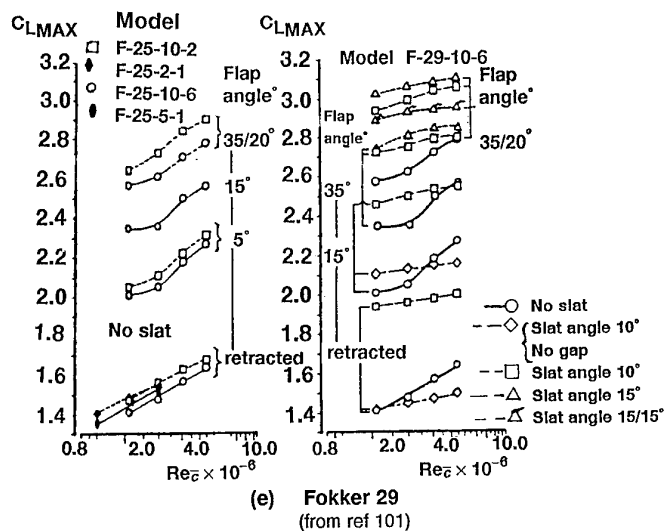 CLMAX
Model
F-25-10-2
F-25-2-1
F-25-10-6
F-25-5-1
Flap
angle°
35/20°
15°
5°
No slat
retracted
3.0
2.8
2.6
2.4
2.2
2.0
1.8
1.6
1.4
0.8
2.0
4.0
10.0
Rec̅ × 10⁻⁶
CLMAX
Model F-29-10-6
Flap
angle°
Flap
angle°
35/20°
35°
15°
retracted
3.0
2.8
2.6
2.4
2.2
2.0
1.8
1.6
1.4
0.8
2.0
4.0
10.0
Rec̅ × 10⁻⁶
No slat
Slat angle 10°
No gap
Slat angle 10°
Slat angle 15°
Slat angle 15/15°
(e) Fokker 29
(from ref 101)